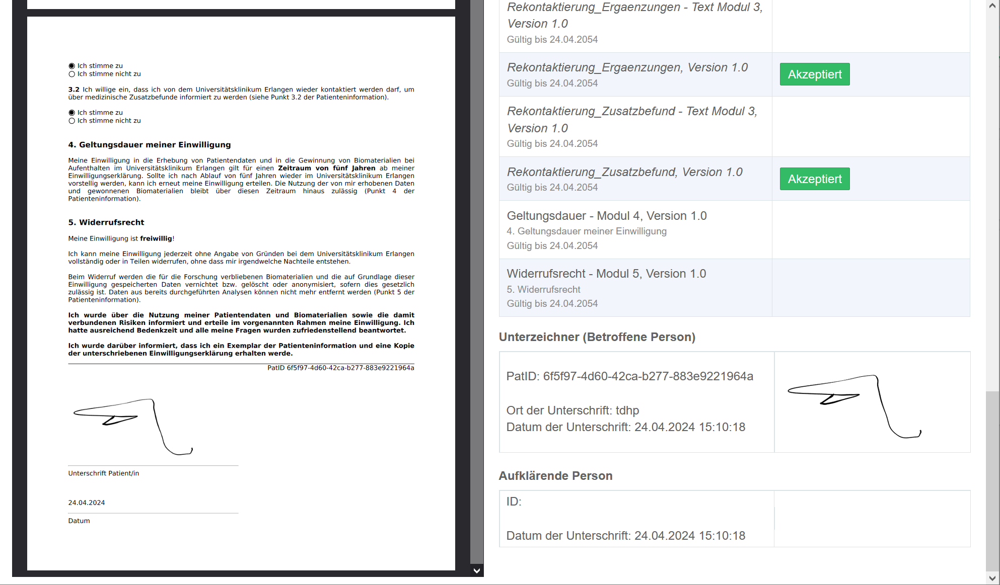 Ich stimme zu
Ich stimme nicht zu
3.2 Ich willige ein, dass ich von dem Universitätsklinikum Erlangen wieder kontaktiert werden darf, um
über medizinische Zusatzbefunde informiert zu werden (siehe Punkt 3.2 der Patienteninformation).
Ich stimme zu
Ich stimme nicht zu
4. Geltungsdauer meiner Einwilligung
Meine Einwilligung in die Erhebung von Patientendaten und in die Gewinnung von Biomaterialien bei
Aufenthalten im Universitätsklinikum Erlangen gilt für einen Zeitraum von fünf Jahren ab meiner
Einwilligungserklärung. Sollte ich nach Ablauf von fünf Jahren wieder im Universitätsklinikum Erlangen
vorstellig werden, kann ich erneut meine Einwilligung erteilen. Die Nutzung der von mir erhobenen Daten
und gewonnenen Biomaterialien bleibt über diesen Zeitraum hinaus zulässig (Punkt 4 der
Patienteninformation).
5. Widerrufsrecht
Meine Einwilligung ist freiwillig!
Ich kann meine Einwilligung jederzeit ohne Angabe von Gründen bei dem Universitätsklinikum Erlangen
vollständig oder in Teilen widerrufen, ohne dass mir irgendwelche Nachteile entstehen.
Beim Widerruf werden die für die Forschung verbliebenen Biomaterialien und die auf Grundlage dieser
Einwilligung gespeicherten Daten vernichtet bzw. gelöscht oder anonymisiert, sofern dies gesetzlich
zulässig ist. Daten aus bereits durchgeführten Analysen können nicht mehr entfernt werden (Punkt 5 der
Patienteninformation).
Ich wurde über die Nutzung meiner Patientendaten und Biomaterialien sowie die damit
verbundenen Risiken informiert und erteile im vorgenannten Rahmen meine Einwilligung. Ich
hatte ausreichend Bedenkzeit und alle meine Fragen wurden zufriedenstellend beantwortet.
Ich wurde darüber informiert, dass ich ein Exemplar der Patienteninformation und eine Kopie
der unterschriebenen Einwilligungserklärung erhalten werde.
PatID 6f5f97-4d60-42ca-b277-883e9221964a
Unterschrift Patient/in
24.04.2024
Datum
Rekontaktierung_Ergaenzungen - Text Modul 3,
Version 1.0
Gültig bis 24.04.2054
Rekontaktierung_Ergaenzungen, Version 1.0
Gültig bis 24.04.2054
Akzeptiert
Rekontaktierung_Zusatzbefund - Text Modul 3,
Version 1.0
Gültig bis 24.04.2054
Rekontaktierung_Zusatzbefund, Version 1.0
Gültig bis 24.04.2054
Akzeptiert
Geltungsdauer - Modul 4, Version 1.0
4. Geltungsdauer meiner Einwilligung
Gültig bis 24.04.2054
Widerrufsrecht - Modul 5, Version 1.0
5. Widerrufsrecht
Gültig bis 24.04.2054
Unterzeichner (Betroffene Person)
PatID: 6f5f97-4d60-42ca-b277-883e9221964a
Ort der Unterschrift: tdhp
Datum der Unterschrift: 24.04.2024 15:10:18
Aufklärende Person
ID:
Datum der Unterschrift: 24.04.2024 15:10:18